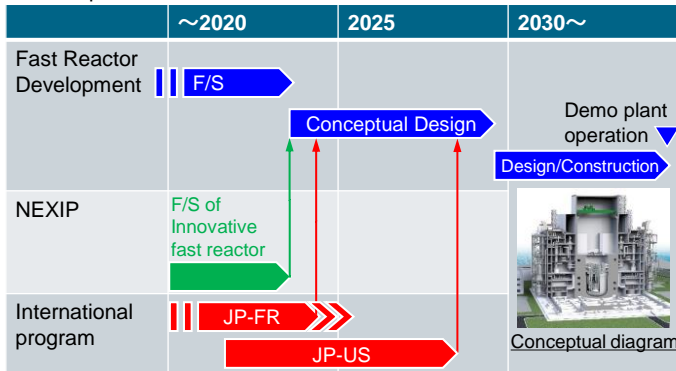 ～2020
2025
2030～
Fast Reactor
Development
F/S
Conceptual Design
Demo plant
operation
Design/Construction
NEXIP
F/S of
Innovative
fast reactor
International
program
JP-FR
JP-US
Conceptual diagram